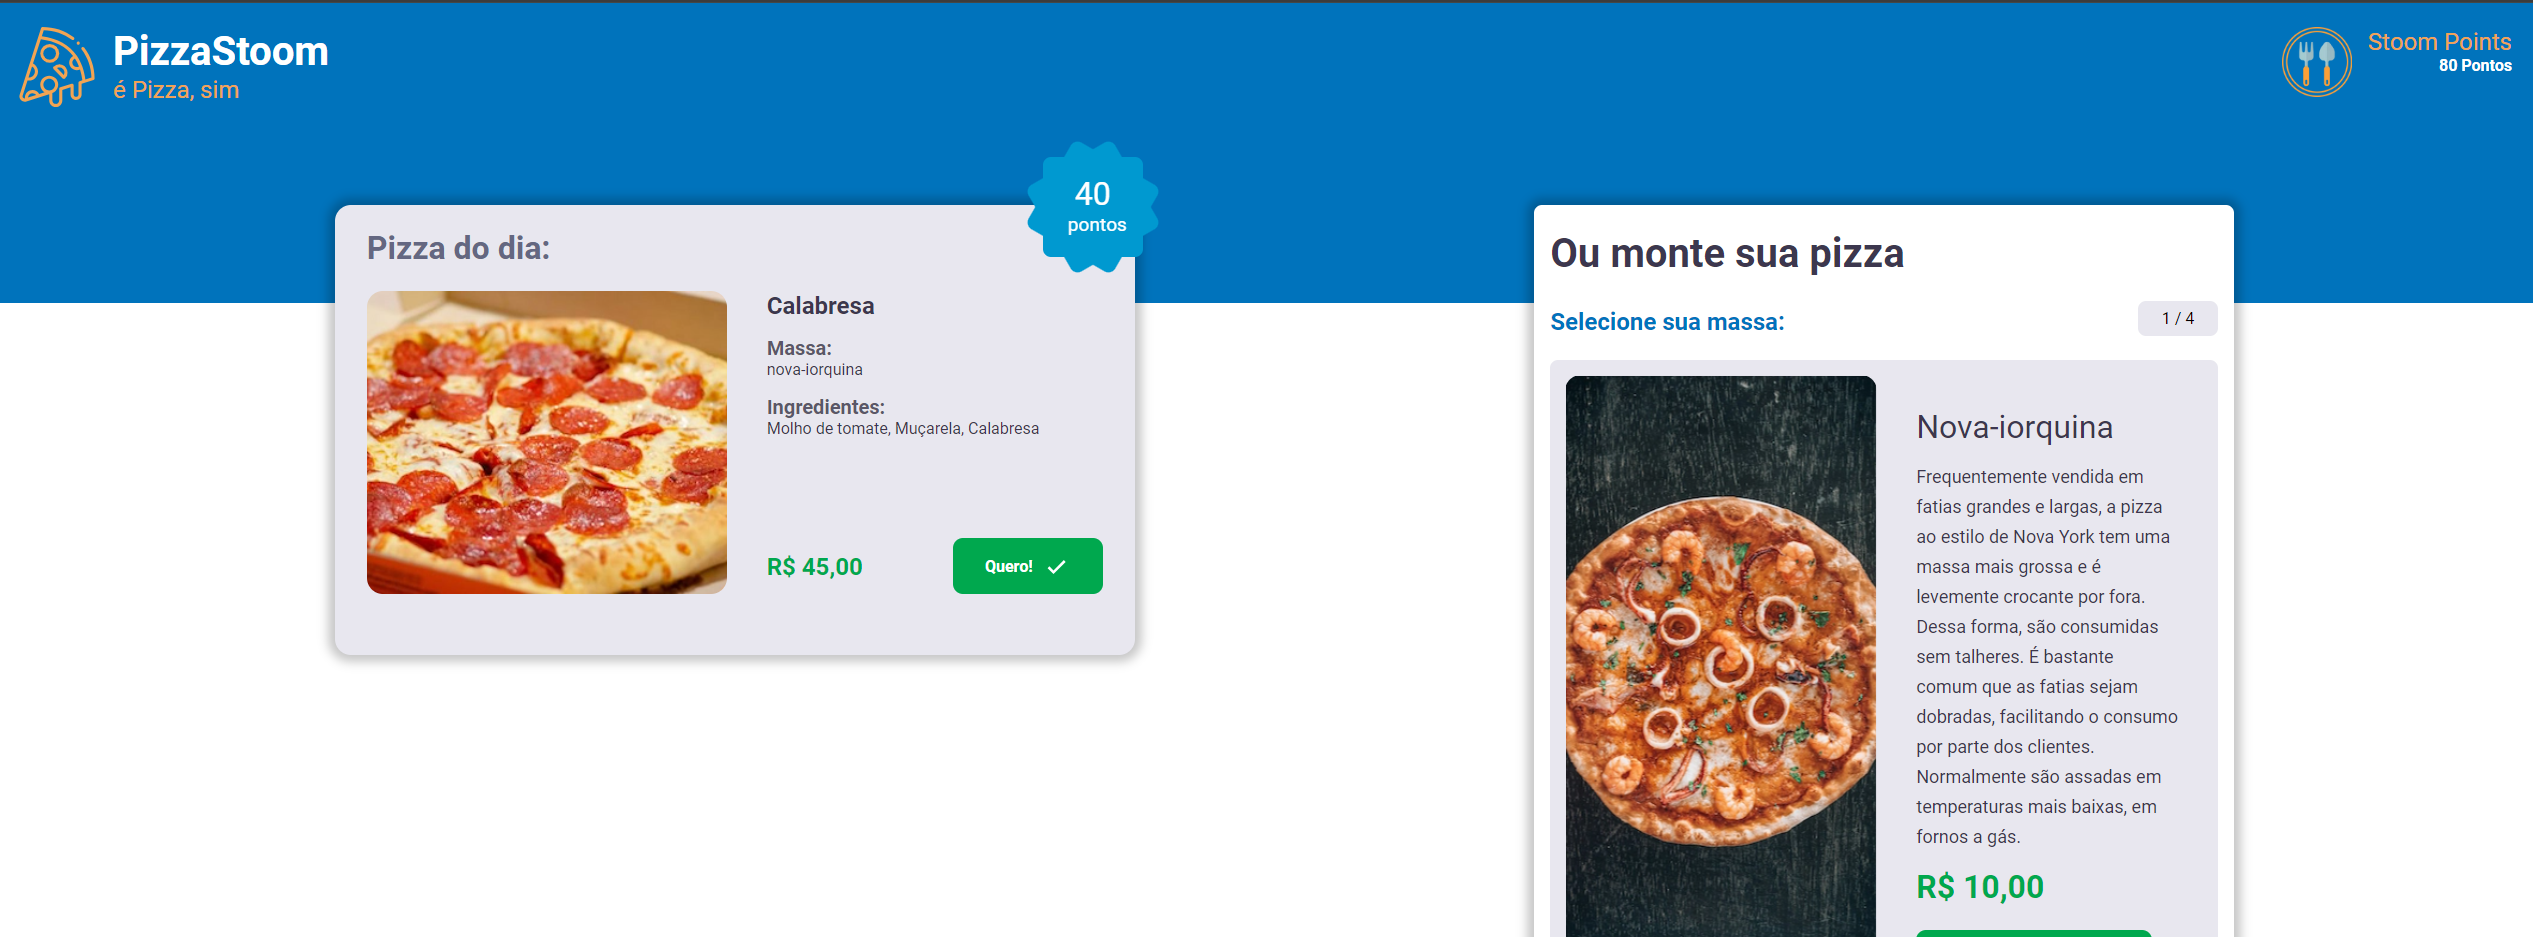 PizzaStoom
é Pizza, sim
Stoom Points
80 Pontos
40
pontos
Pizza do dia:
Calabresa
Massa:
nova-iorquina
Ingredientes:
Molho de tomate, Muçarela, Calabresa
R$ 45,00
Quero!
Ou monte sua pizza
Selecione sua massa:
1 / 4
Nova-iorquina
Frequentemente vendida em
fatias grandes e largas, a pizza
ao estilo de Nova York tem uma
massa mais grossa e é
levemente crocante por fora.
Dessa forma, são consumidas
sem talheres. É bastante
comum que as fatias sejam
dobradas, facilitando o consumo
por parte dos clientes.
Normalmente são assadas em
temperaturas mais baixas, em
fornos a gás.
R$ 10,00